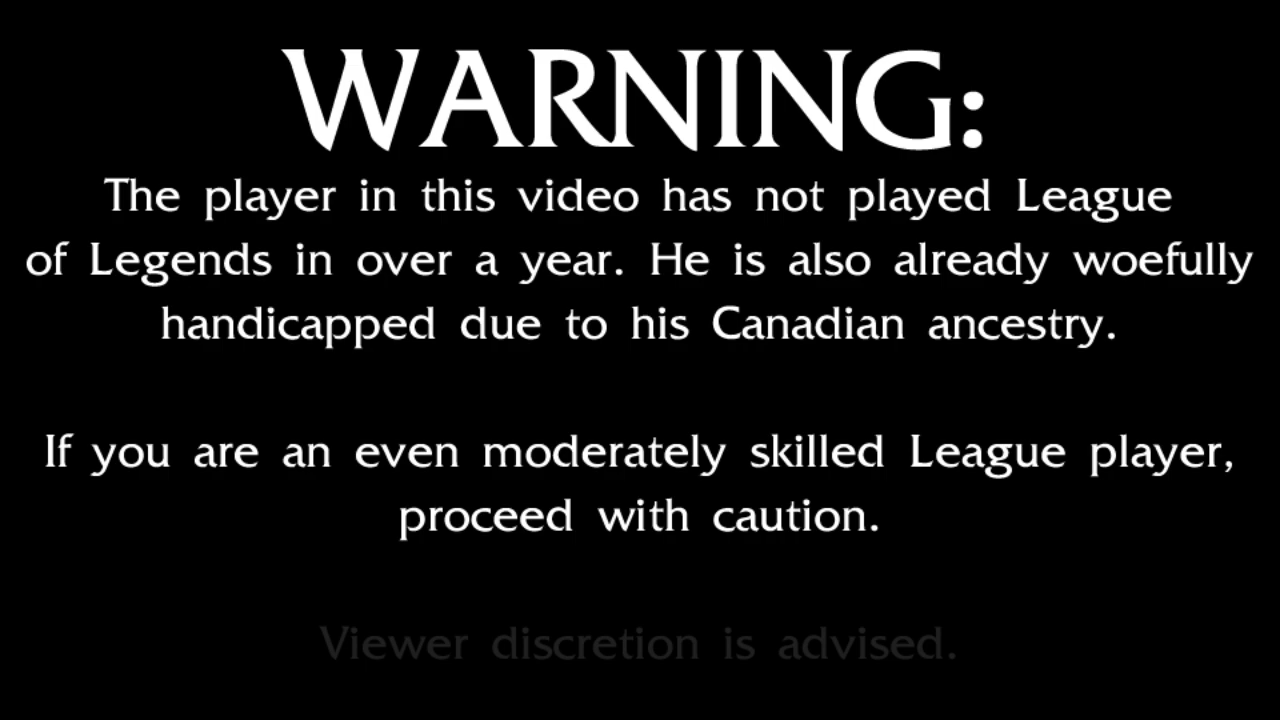 WARNING:
The player in this video has not played League
of Legends in over a year. He is also already woefully
handicapped due to his Canadian ancestry.
If you are an even moderately skilled League player,
proceed with caution.
Viewer discretion is advised.